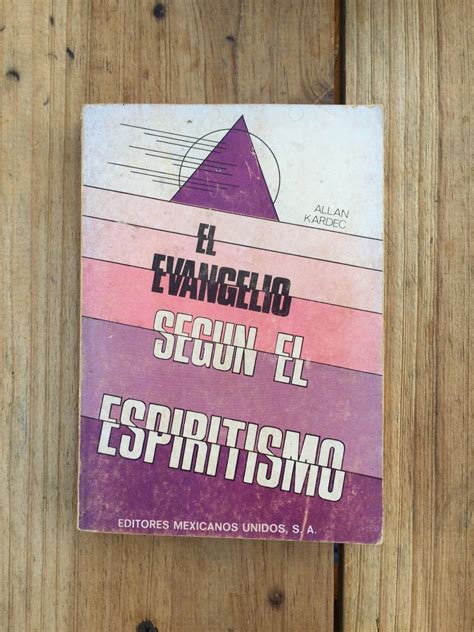 ALLAN
KARDEC
EL
EVANGELIO
SEGUN EL
ESPIRITISMO
EDITORES MEXICANOS UNIDOS, S. A.